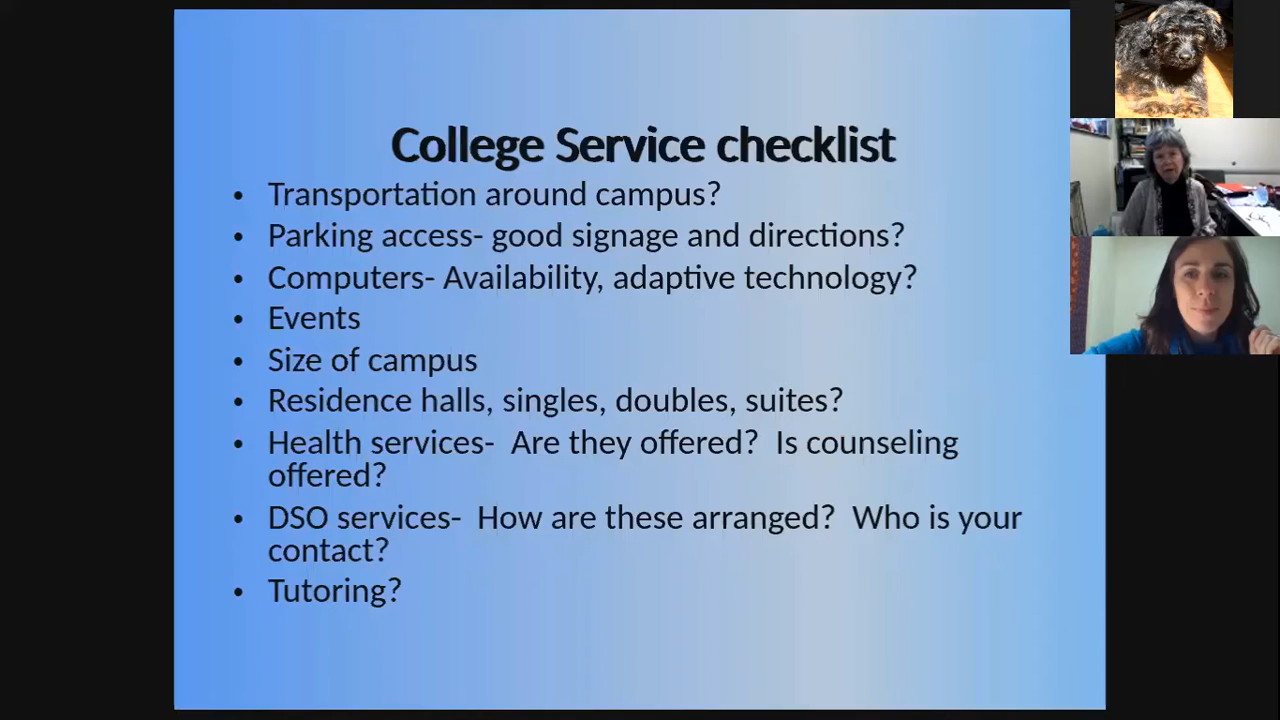 College Service checklist
• Transportation around campus?
• Parking access- good signage and directions?
• Computers- Availability, adaptive technology?
• Events
• Size of campus
• Residence halls, singles, doubles, suites?
• Health services-  Are they offered?  Is counseling
offered?
• DSO services-  How are these arranged?  Who is your
contact?
• Tutoring?